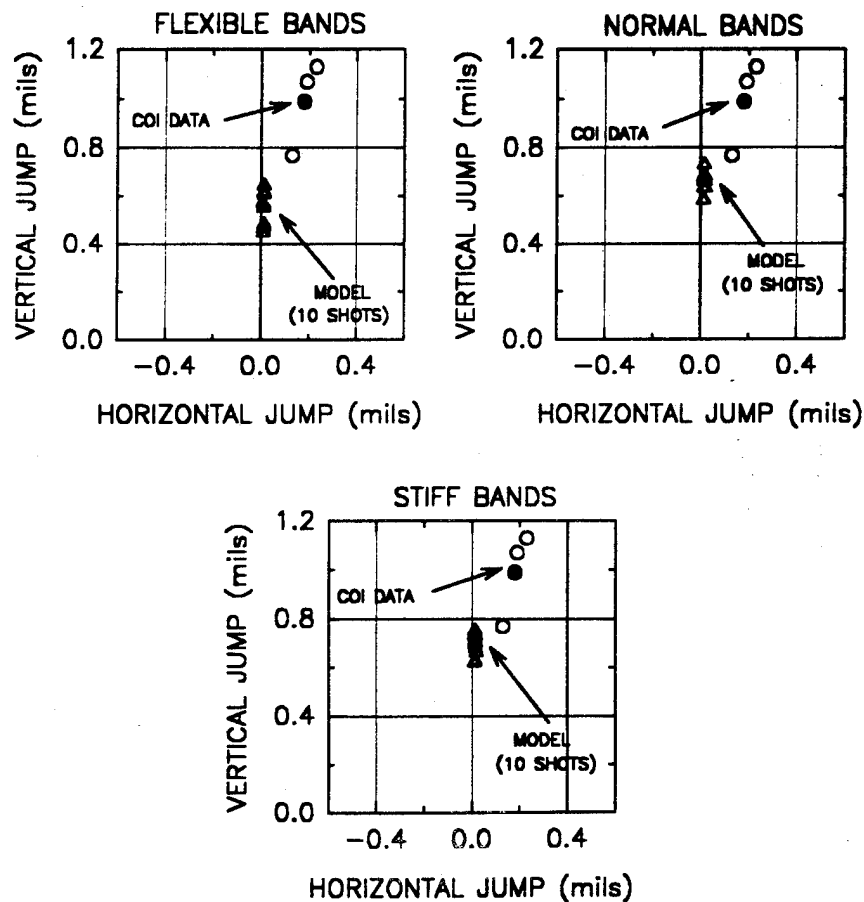 FLEXIBLE BANDS
VERTICAL JUMP (mils)
1.2
0.8
0.4
0.0
COI DATA
MODEL
(10 SHOTS)
-0.4 0.0 0.4
HORIZONTAL JUMP (mils)
NORMAL BANDS
VERTICAL JUMP (mils)
1.2
0.8
0.4
0.0
COI DATA
MODEL
(10 SHOTS)
-0.4 0.0 0.4
HORIZONTAL JUMP (mils)
STIFF BANDS
VERTICAL JUMP (mils)
1.2
0.8
0.4
0.0
COI DATA
MODEL
(10 SHOTS)
-0.4 0.0 0.4
HORIZONTAL JUMP (mils)